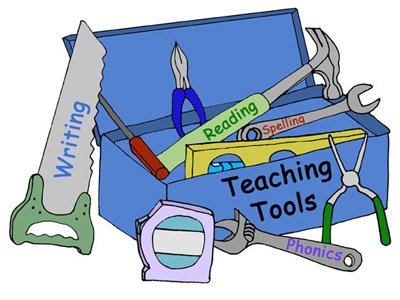 Writing
Reading
Spelling
Teaching
Tools
Phonics